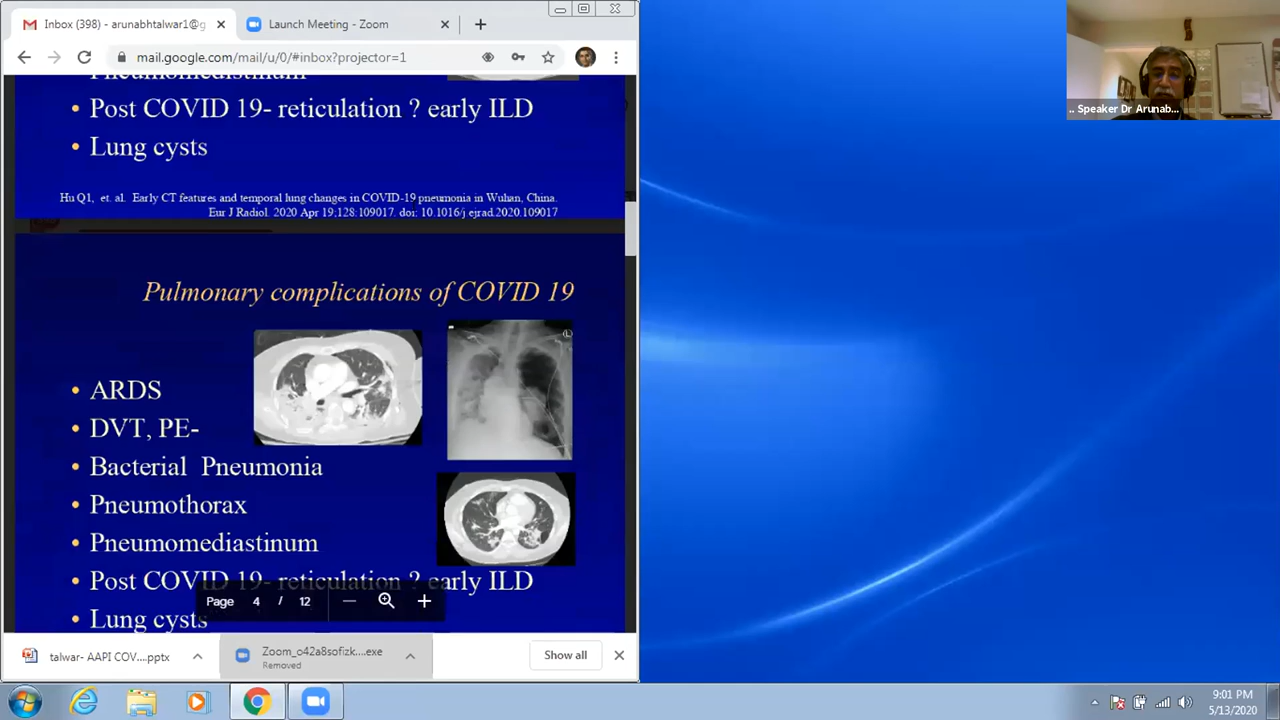 Inbox (398) - arunabhtalwar1@g
Launch Meeting - Zoom
mail.google.com/mail/u/0/#inbox?projector=1
.. Speaker Dr Arunab...
• Post COVID 19- reticulation ? early ILD
• Lung cysts
Hu Q1, et. al. Early CT features and temporal lung changes in COVID-19 pneumonia in Wuhan, China.
Eur J Radiol. 2020 Apr 19;128:109017. doi: 10.1016/j.ejrad.2020.109017
Pulmonary complications of COVID 19
(L)
• ARDS
• DVT, PE-
• Bacterial Pneumonia
• Pneumothorax
• Pneumomediastinum
• Post COVID 19- reticulation ? early ILD
• Lung cysts
Page 4 / 12
talwar- AAPI COV....pptx
Zoom_o42a8sofizk....exe
Removed
Show all
9:01 PM
5/13/2020